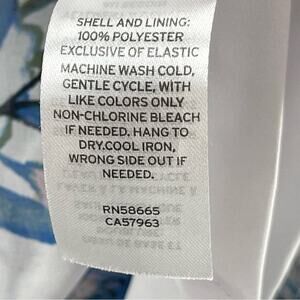 SHELL AND LINING:
100% POLYESTER
EXCLUSIVE OF ELASTIC
MACHINE WASH COLD,
GENTLE CYCLE, WITH
LIKE COLORS ONLY
NON-CHLORINE BLEACH
IF NEEDED. HANG TO
DRY.COOL IRON,
WRONG SIDE OUT IF
NEEDED.
RN58665
CA57963